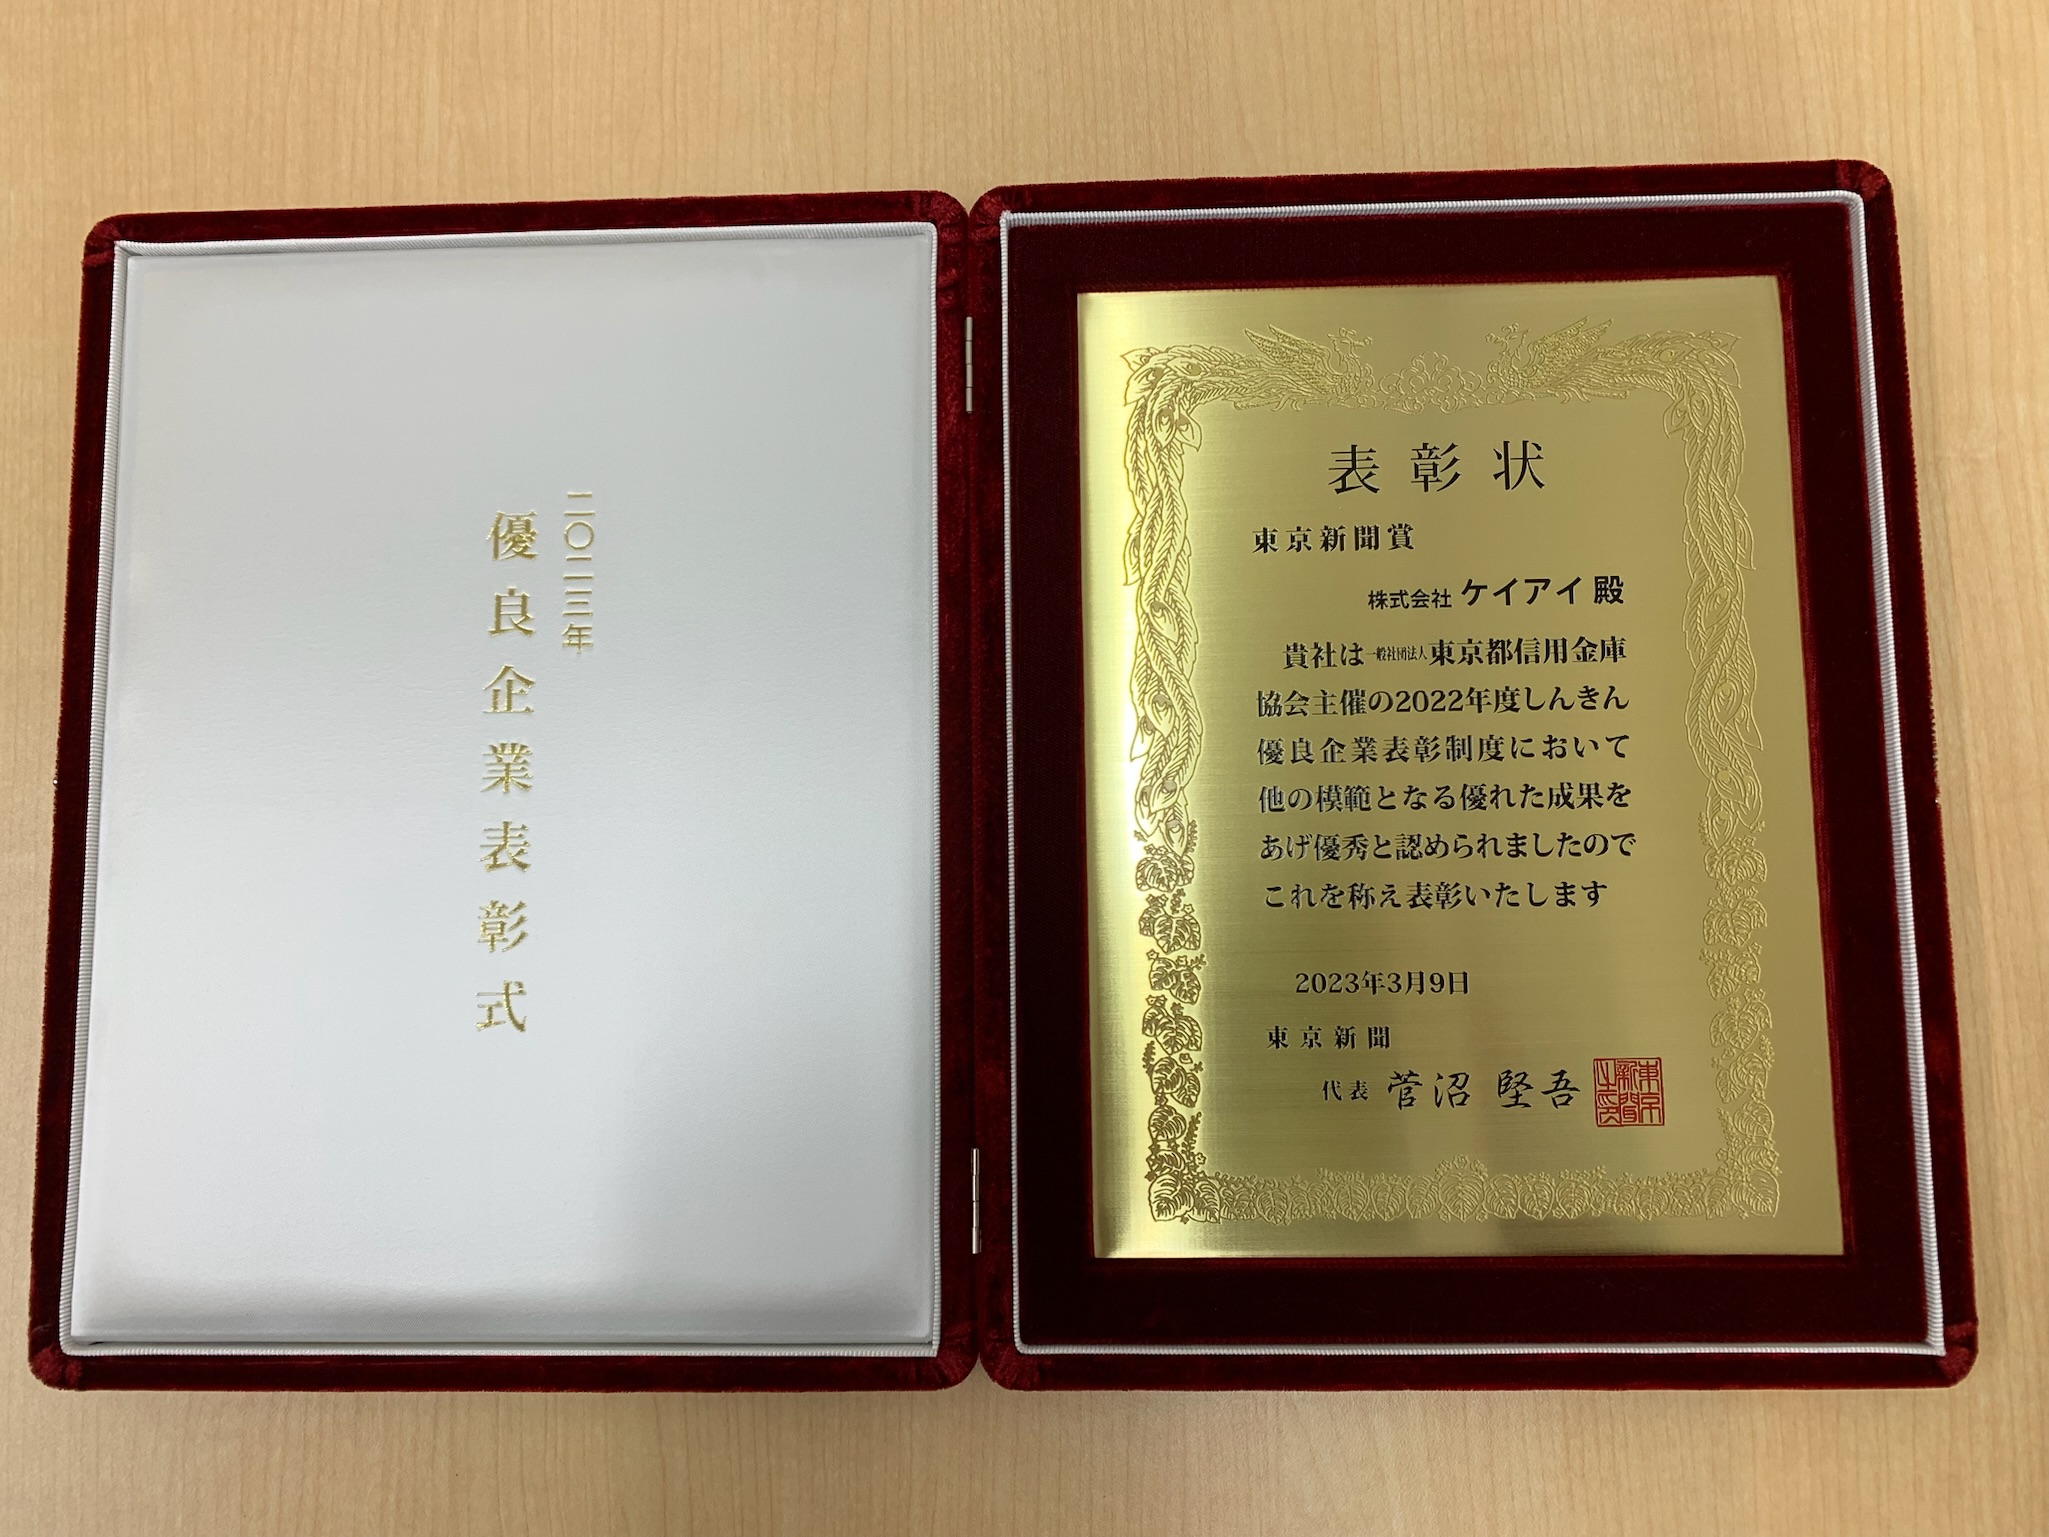 二〇二三年
優良企業表彰式
表彰状
東京新聞賞
株式会社 ケイアイ 殿
貴社は一般社団法人東京都信用金庫
協会主催の2022年度しんきん
優良企業表彰制度において
他の模範となる優れた成果を
あげ優秀と認められましたので
これを称え表彰いたします
2023年3月9日
東京新聞
代表 菅沼 堅吾
東京新聞之印